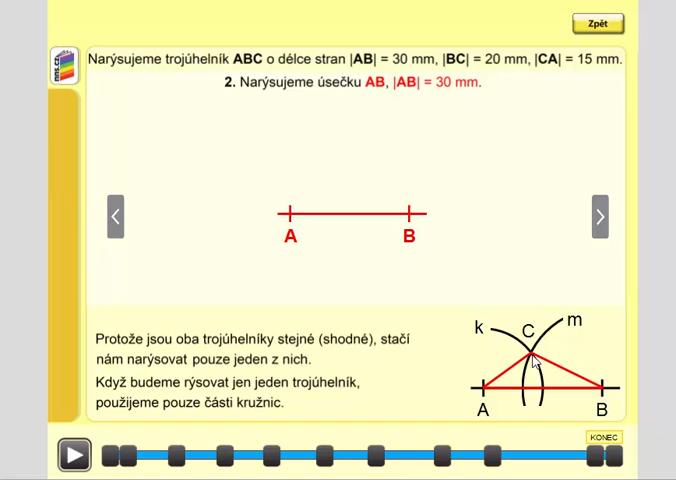 Zpět
nns.cz
Narýsujeme trojúhelník ABC o délce stran |AB| = 30 mm, |BC| = 20 mm, |CA| = 15 mm.
2. Narýsujeme úsečku AB, |AB| = 30 mm.
A B
Protože jsou oba trojúhelníky stejné (shodné), stačí
nám narýsovat pouze jeden z nich.
Když budeme rýsovat jen jeden trojúhelník,
použijeme pouze části kružnic.
k C m
A B
KONEC